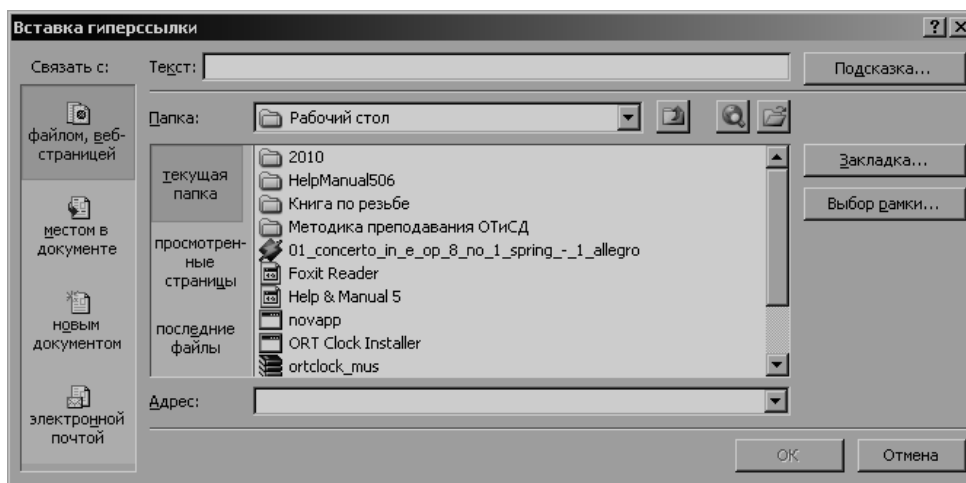 Вставка гиперссылки
Связать с:
Текст:
Подсказка...
файлом, веб-
страницей
местом в
документе
новым
документом
электронной
почтой
Папка:
Рабочий стол
текущая
папка
просмотрен-
ные
страницы
последние
файлы
2010
HelpManual506
Книга по резьбе
Методика преподавания ОТиСД
01_concerto_in_e_op_8_no_1_spring_-_1_allegro
Foxit Reader
Help & Manual 5
novapp
ORT Clock Installer
ortclock_mus
Закладка...
Выбор рамки...
Адрес:
ОК
Отмена